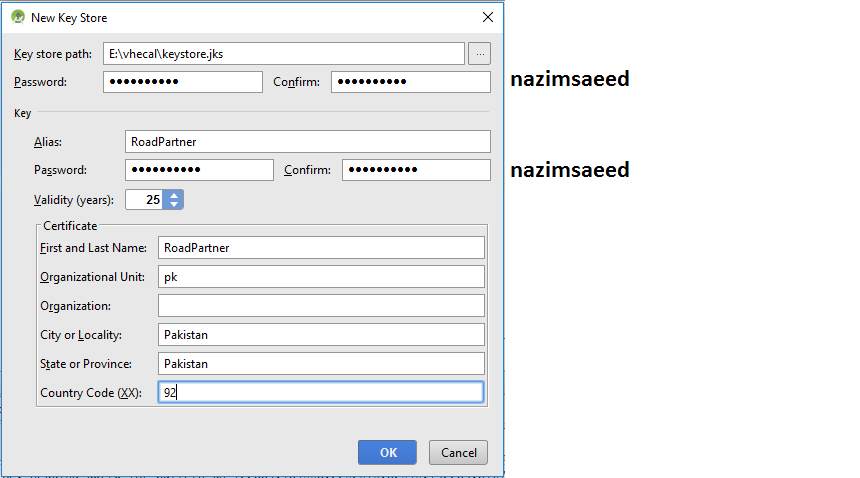 New Key Store
Key store path: E:\vhecal\keystore.jks ...
Password: •••••••••• Confirm: •••••••••• nazimsaeed
Key
Alias: RoadPartner
Password: •••••••••• Confirm: •••••••••• nazimsaeed
Validity (years): 25
Certificate
First and Last Name: RoadPartner
Organizational Unit: pk
Organization:
City or Locality: Pakistan
State or Province: Pakistan
Country Code (XX): 92
OK Cancel